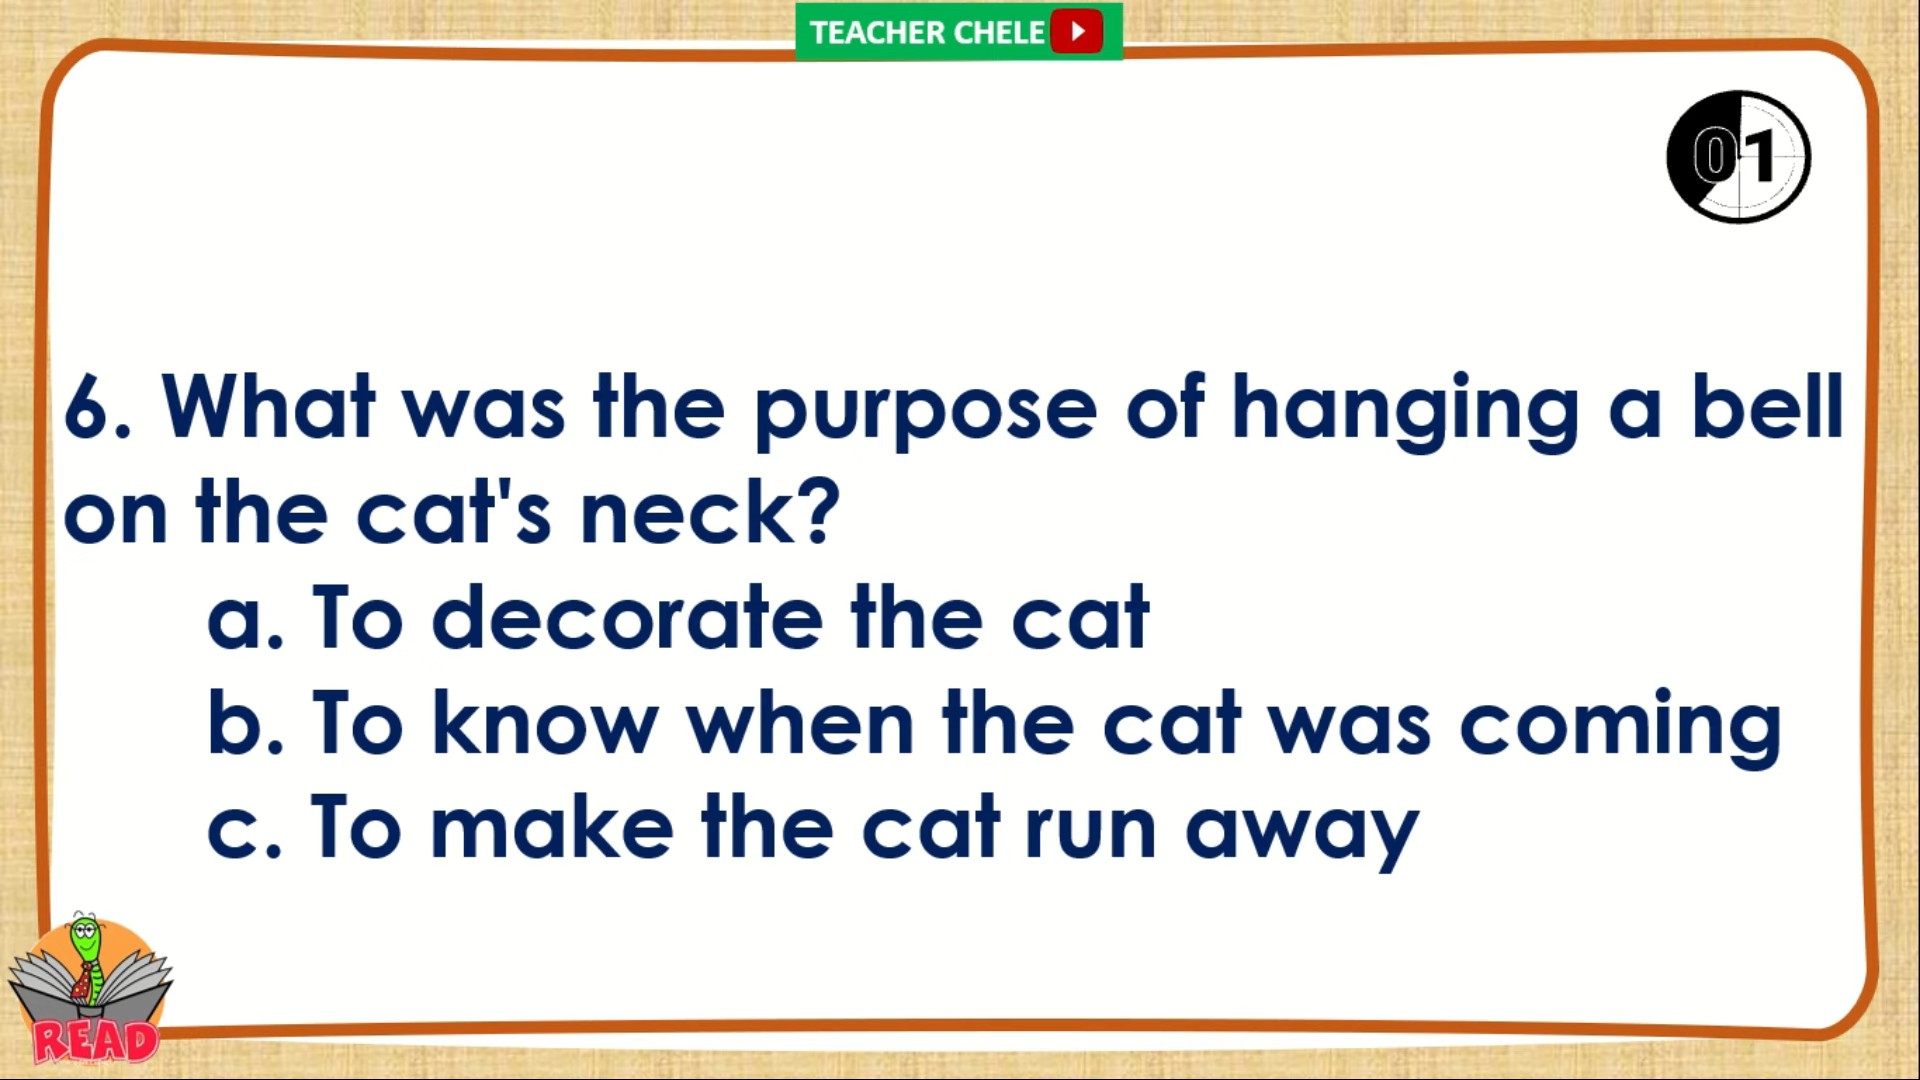 TEACHER CHELE
01
6. What was the purpose of hanging a bell
on the cat's neck?
a. To decorate the cat
b. To know when the cat was coming
c. To make the cat run away
READ